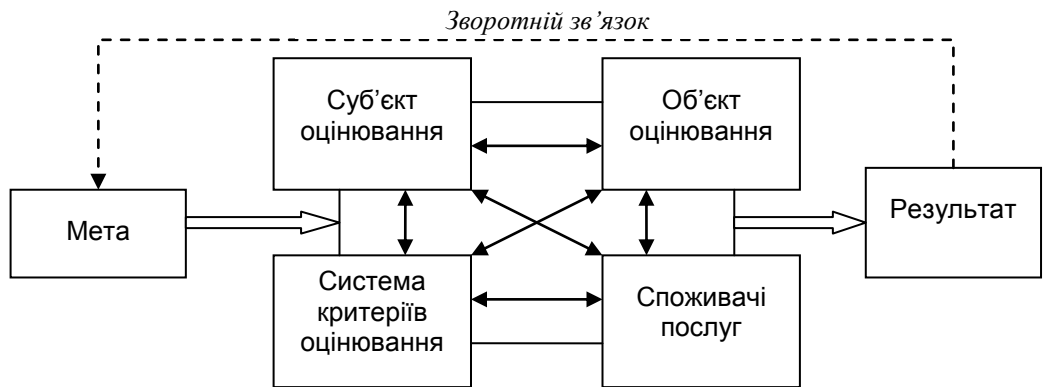 Зворотній зв’язок
Суб’єкт
оцінювання
Об’єкт
оцінювання
Мета
Результат
Система
критеріїв
оцінювання
Споживачі
послуг